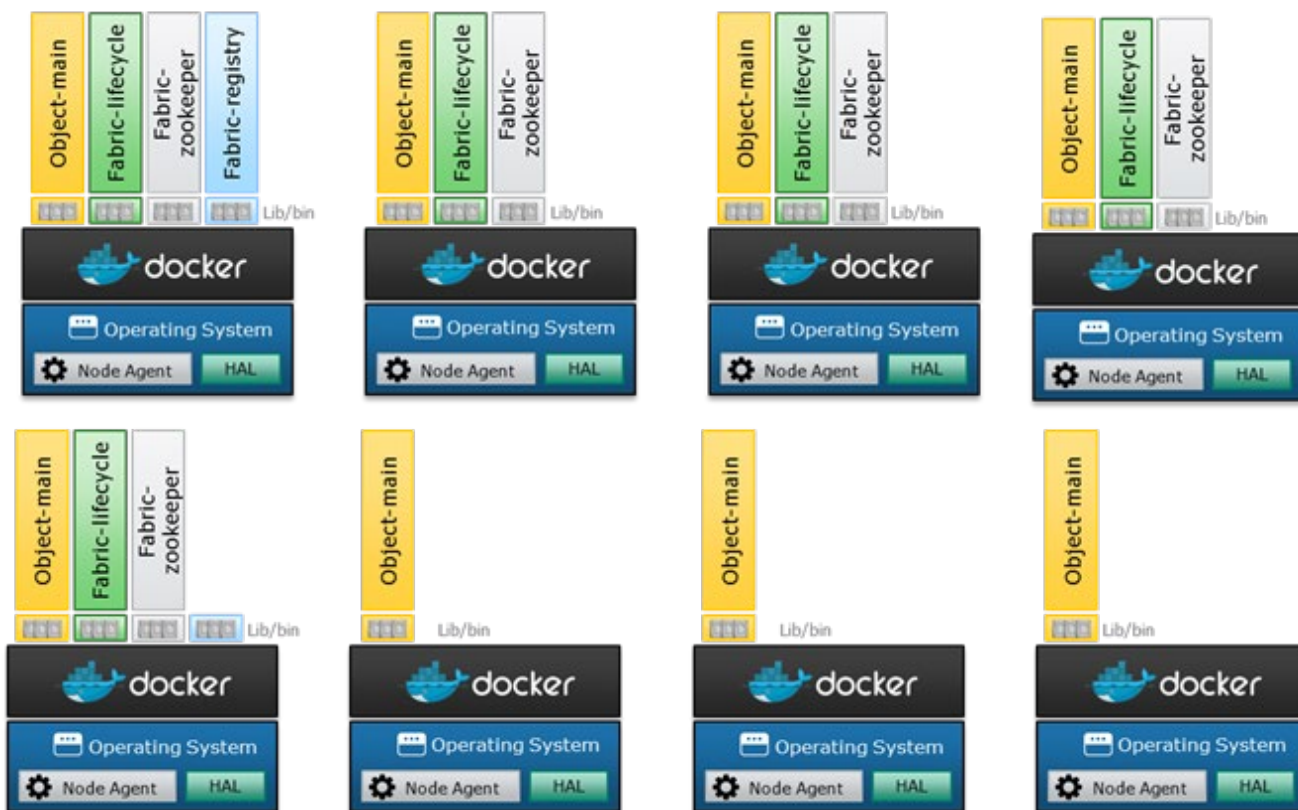 Object-main
Fabric-lifecycle
Fabric-
zookeeper
Fabric-registry
Lib/bin
docker
Operating System
Node Agent
HAL
Object-main
Fabric-lifecycle
Fabric-
zookeeper
Lib/bin
docker
Operating System
Node Agent
HAL
Object-main
Fabric-lifecycle
Fabric-
zookeeper
Lib/bin
docker
Operating System
Node Agent
HAL
Object-main
Fabric-lifecycle
Fabric-
zookeeper
Lib/bin
docker
Operating System
Node Agent
HAL
Object-main
Fabric-lifecycle
Fabric-
zookeeper
Lib/bin
docker
Operating System
Node Agent
HAL
Object-main
Lib/bin
docker
Operating System
Node Agent
HAL
Object-main
Lib/bin
docker
Operating System
Node Agent
HAL
Object-main
Lib/bin
docker
Operating System
Node Agent
HAL